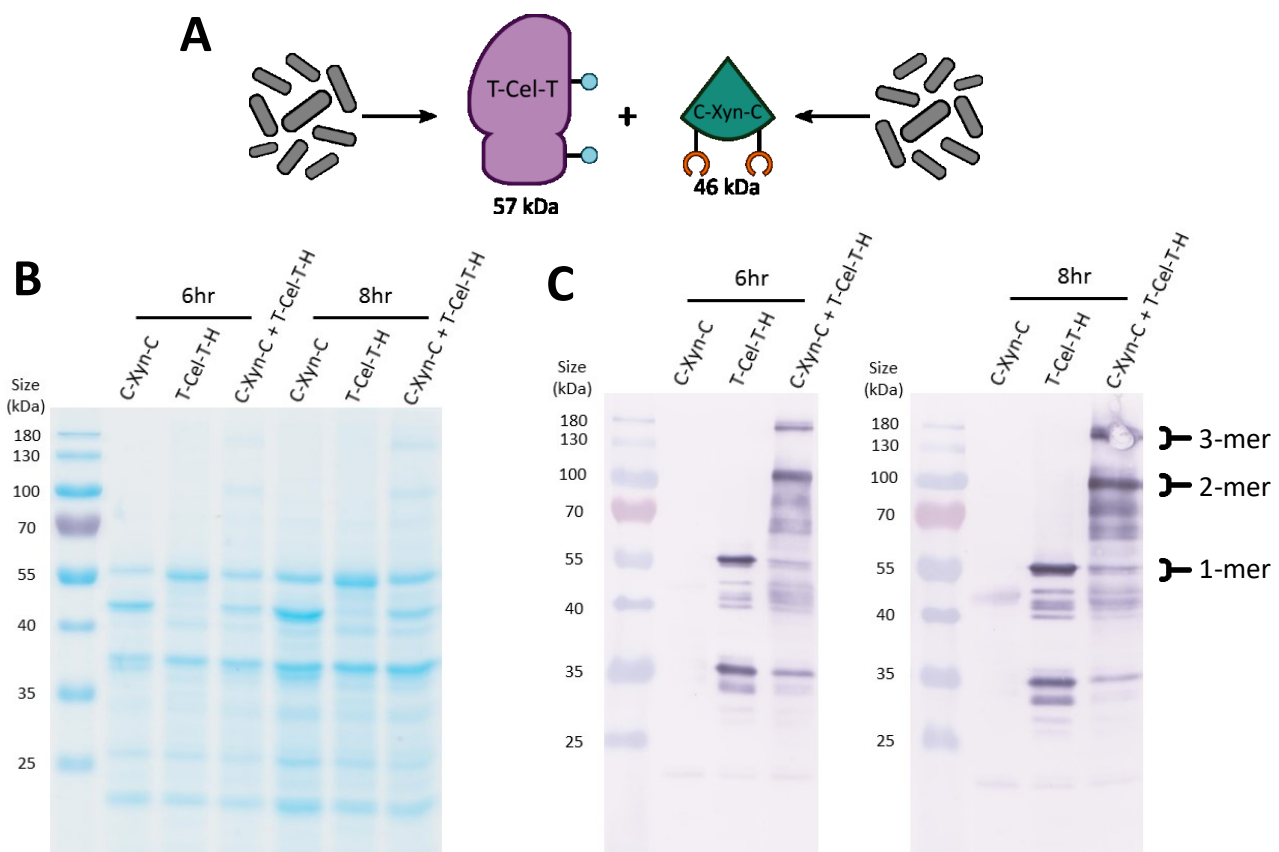 A
T-Cel-T
+
C-Xyn-C
57 kDa
46 kDa
B
6hr
8hr
C-Xyn-C
T-Cel-T-H
C-Xyn-C + T-Cel-T-H
C-Xyn-C
T-Cel-T-H
C-Xyn-C + T-Cel-T-H
Size
(kDa)
180
130
100
70
55
40
35
25
C
6hr
C-Xyn-C
T-Cel-T-H
C-Xyn-C + T-Cel-T-H
Size
(kDa)
180
130
100
70
55
40
35
25
8hr
C-Xyn-C
T-Cel-T-H
C-Xyn-C + T-Cel-T-H
Size
(kDa)
180
130
100
70
55
40
35
25
3-mer
2-mer
1-mer